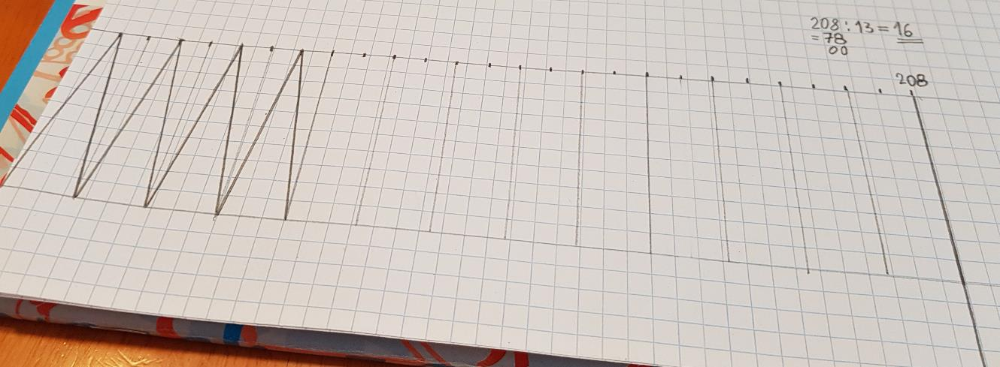 208 : 13 = 16
= 78
00
208